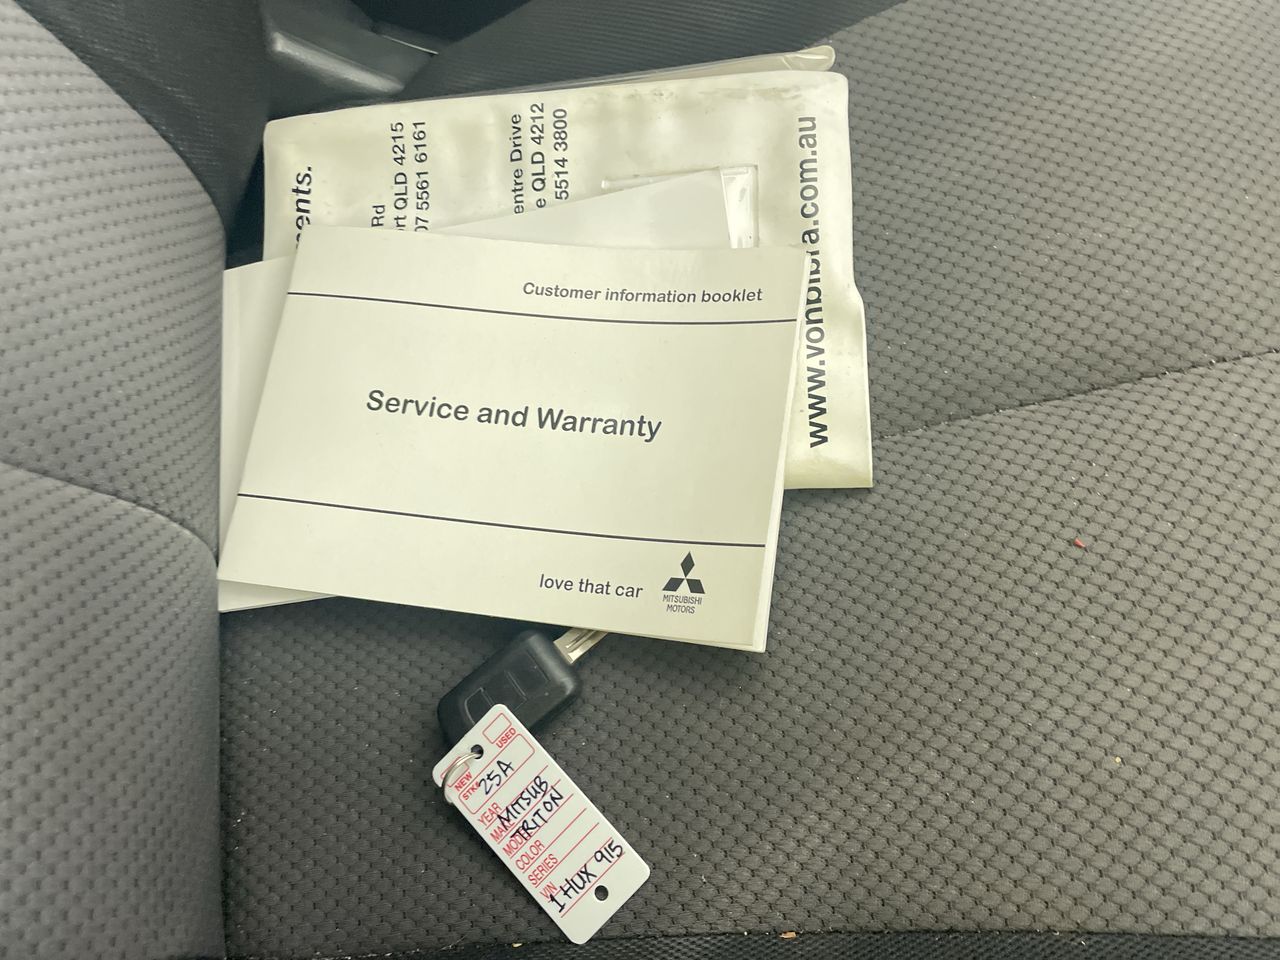 ents.
Rd
rt QLD 4215
07 5561 6161
entre Drive
e QLD 4212
5514 3800
www.vonbibra.com.au
Customer information booklet
Service and Warranty
love that car
MITSUBISHI
MOTORS
USED
NEW
STK# 25A
YEAR
MAKE MITSUB
MODEL TRITON
COLOR
SERIES
VIN
1HUX 915